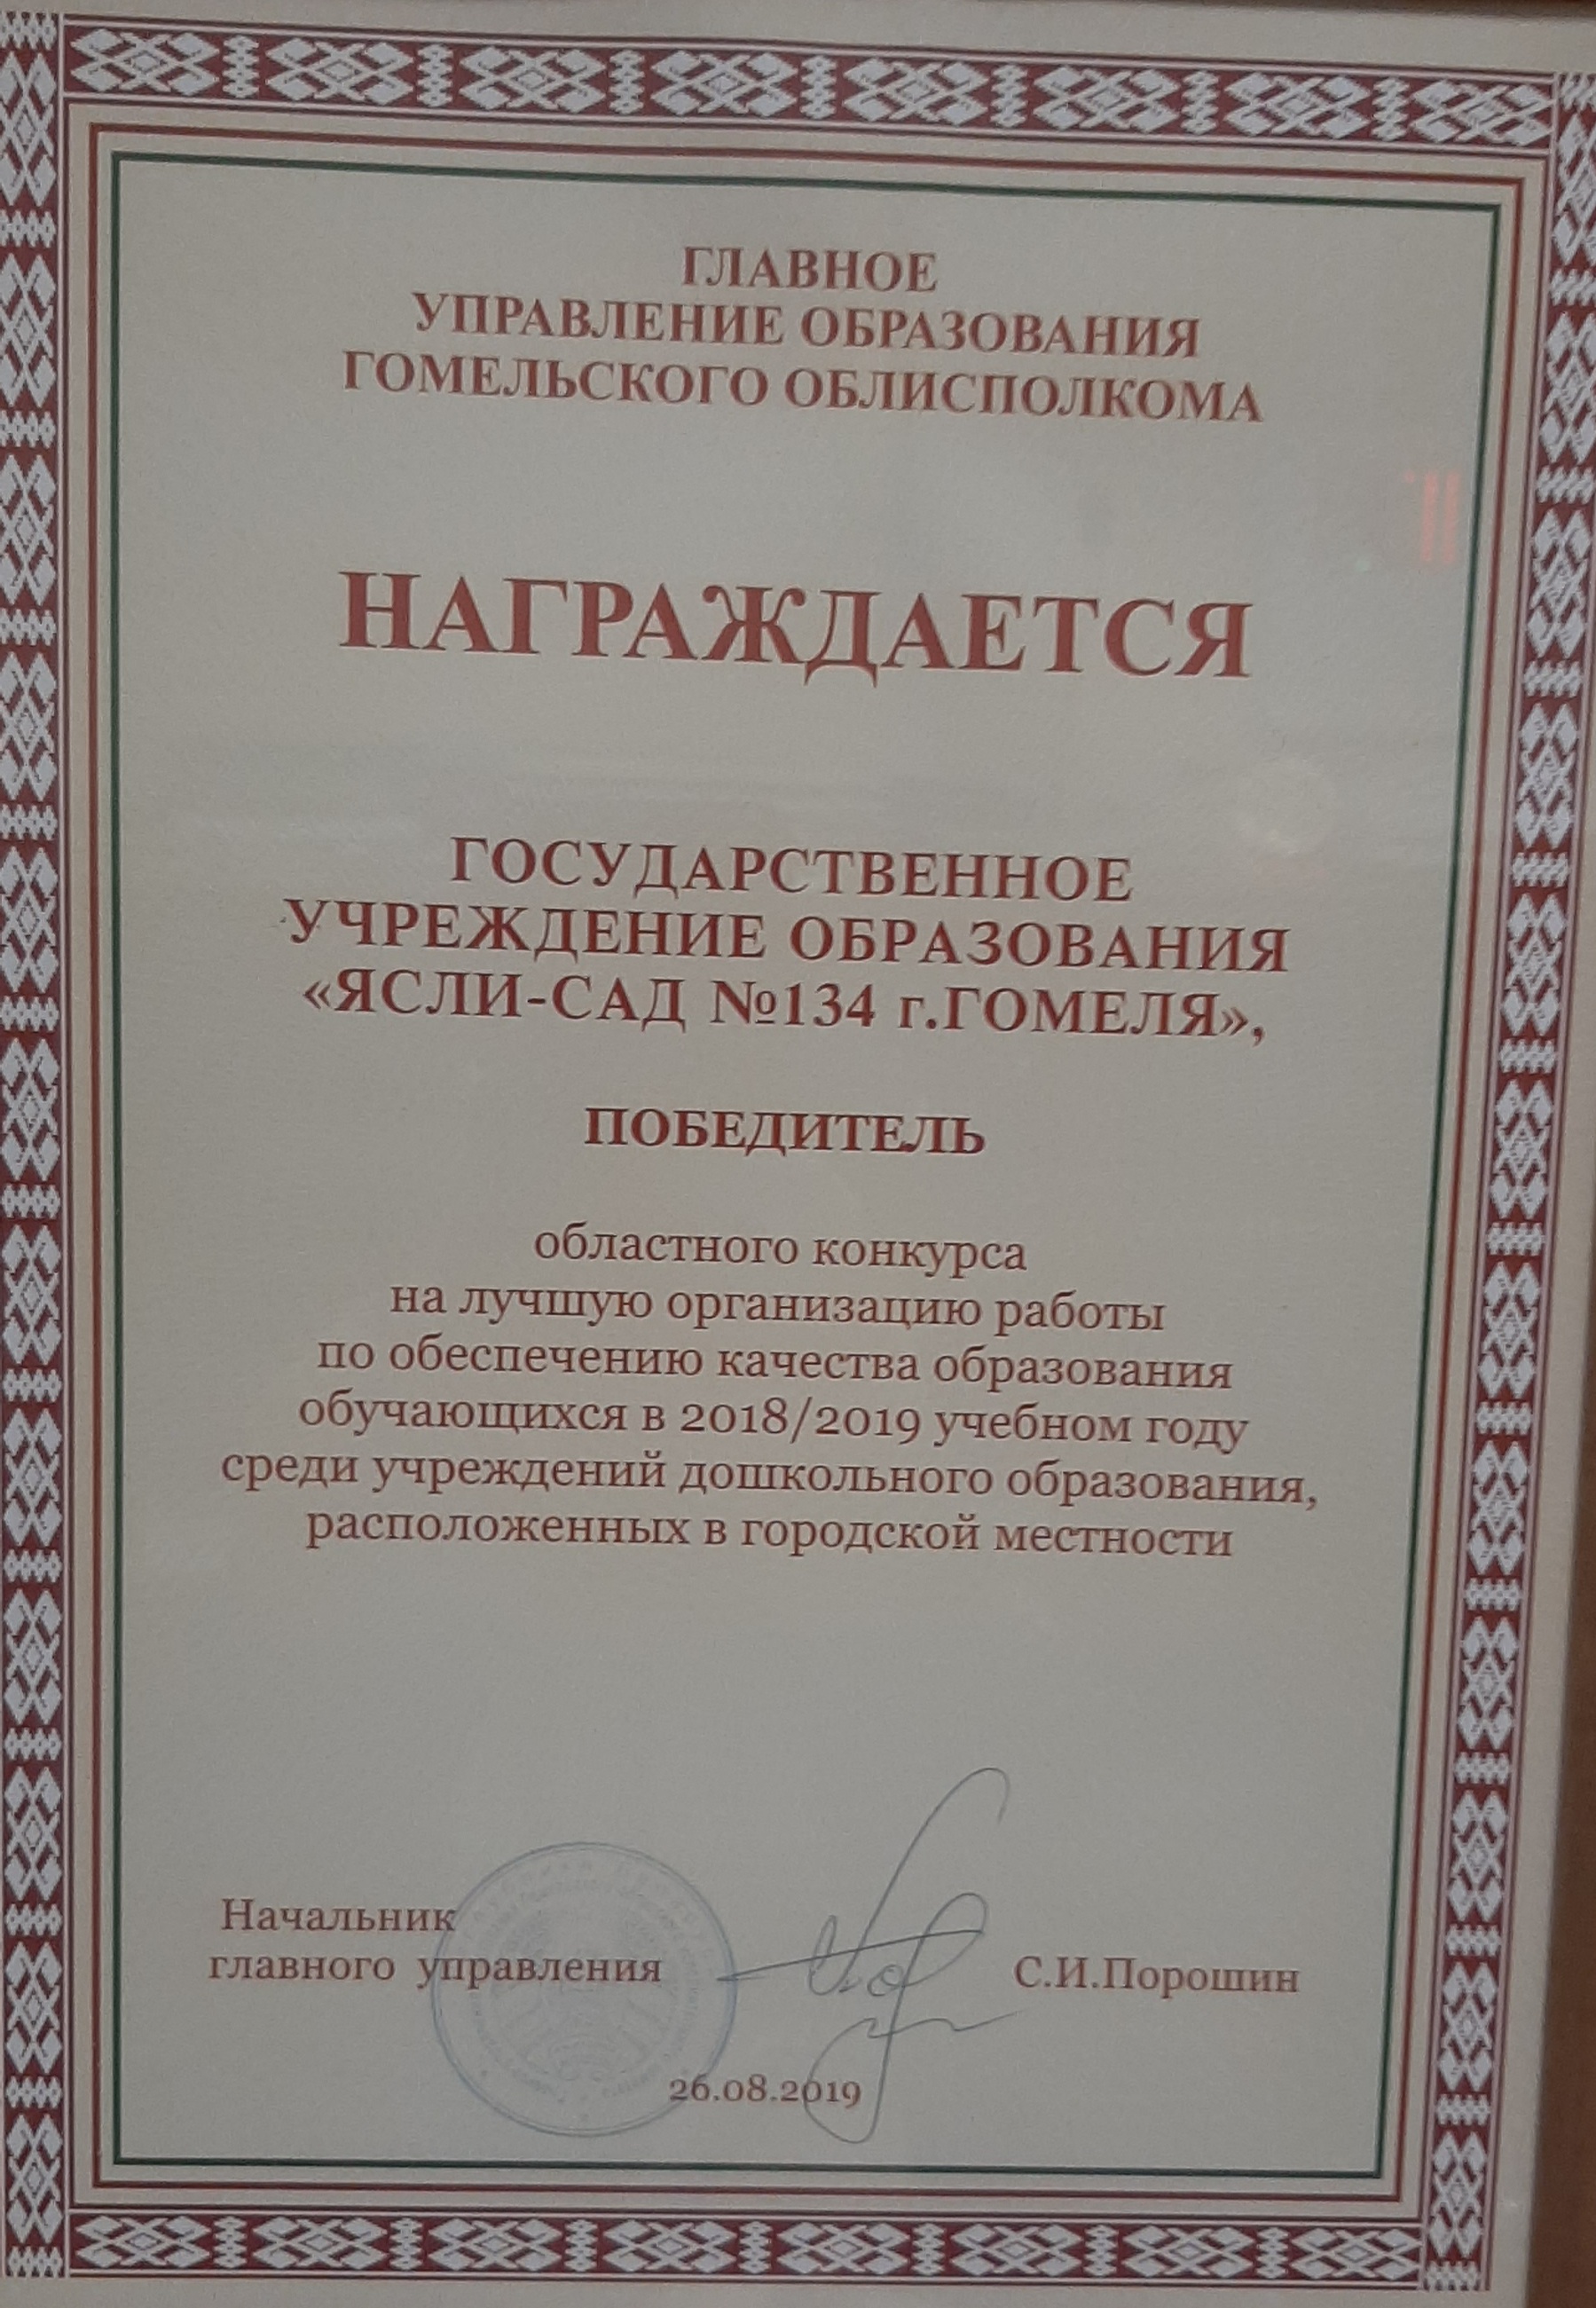 ГЛАВНОЕ
УПРАВЛЕНИЕ ОБРАЗОВАНИЯ
ГОМЕЛЬСКОГО ОБЛИСПОЛКОМА
НАГРАЖДАЕТСЯ
ГОСУДАРСТВЕННОЕ
УЧРЕЖДЕНИЕ ОБРАЗОВАНИЯ
«ЯСЛИ-САД №134 г.ГОМЕЛЯ»,
ПОБЕДИТЕЛЬ
областного конкурса
на лучшую организацию работы
по обеспечению качества образования
обучающихся в 2018/2019 учебном году
среди учреждений дошкольного образования,
расположенных в городской местности
Начальник
главного управления С.И.Порошин
26.08.2019